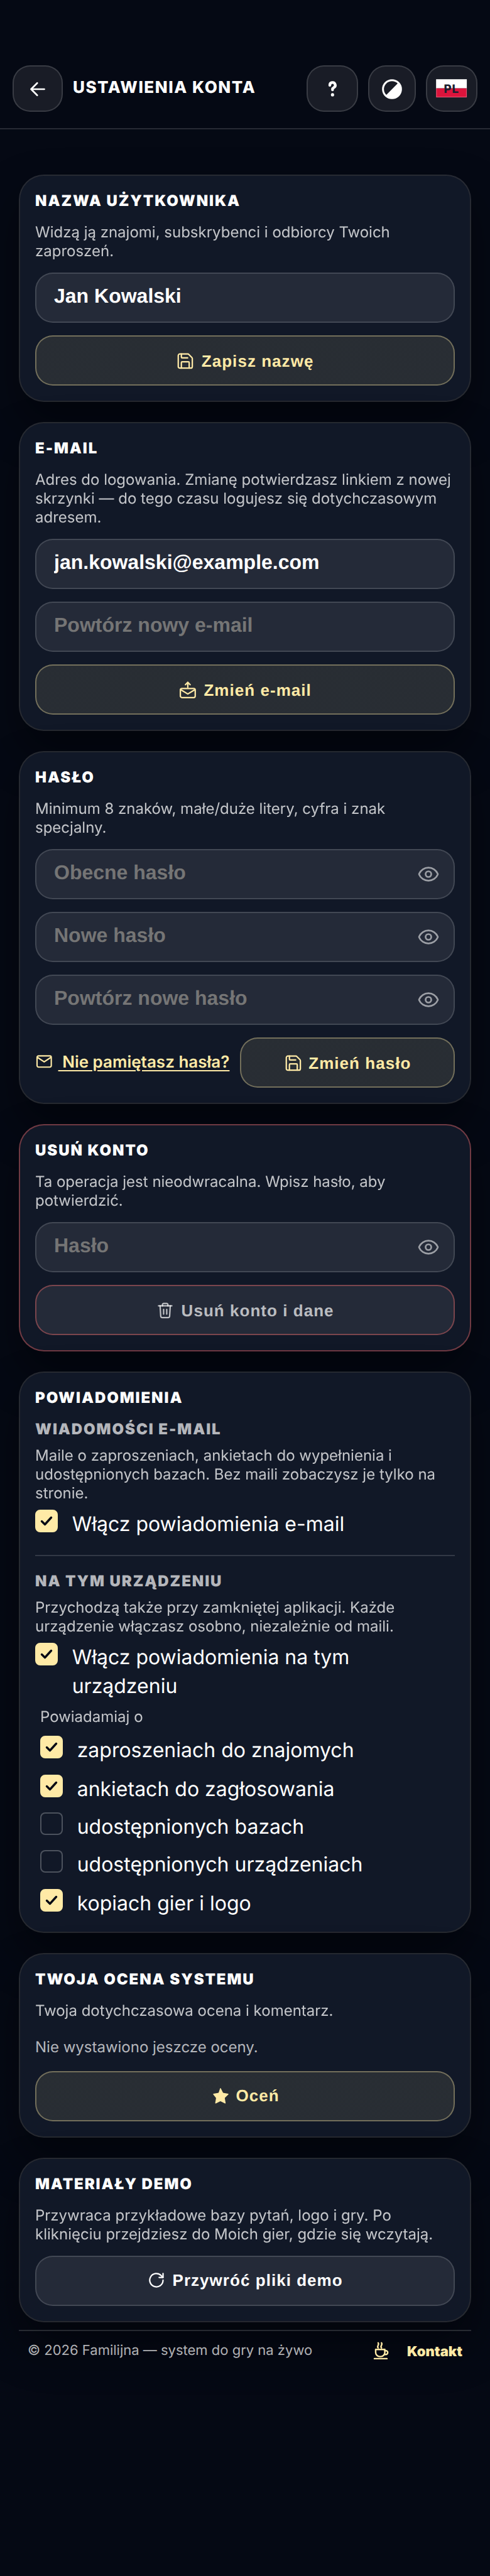 USTAWIENIA KONTA
?
PL
NAZWA UŻYTKOWNIKA
Widzą ją znajomi, subskrybenci i odbiorcy Twoich
zaproszeń.
Jan Kowalski
Zapisz nazwę
E-MAIL
Adres do logowania. Zmianę potwierdzasz linkiem z nowej
skrzynki — do tego czasu logujesz się dotychczasowym
adresem.
jan.kowalski@example.com
Powtórz nowy e-mail
Zmień e-mail
HASŁO
Minimum 8 znaków, małe/duże litery, cyfra i znak
specjalny.
Obecne hasło
Nowe hasło
Powtórz nowe hasło
Nie pamiętasz hasła?
Zmień hasło
USUŃ KONTO
Ta operacja jest nieodwracalna. Wpisz hasło, aby
potwierdzić.
Hasło
Usuń konto i dane
POWIADOMIENIA
WIADOMOŚCI E-MAIL
Maile o zaproszeniach, ankietach do wypełnienia i
udostępnionych bazach. Bez maili zobaczysz je tylko na
stronie.
Włącz powiadomienia e-mail
NA TYM URZĄDZENIU
Przychodzą także przy zamkniętej aplikacji. Każde
urządzenie włączasz osobno, niezależnie od maili.
Włącz powiadomienia na tym
urządzeniu
Powiadamiaj o
zaproszeniach do znajomych
ankietach do zagłosowania
udostępnionych bazach
udostępnionych urządzeniach
kopiach gier i logo
TWOJA OCENA SYSTEMU
Twoja dotychczasowa ocena i komentarz.
Nie wystawiono jeszcze oceny.
Oceń
MATERIAŁY DEMO
Przywraca przykładowe bazy pytań, logo i gry. Po
kliknięciu przejdziesz do Moich gier, gdzie się wczytają.
Przywróć pliki demo
© 2026 Familijna — system do gry na żywo
Kontakt